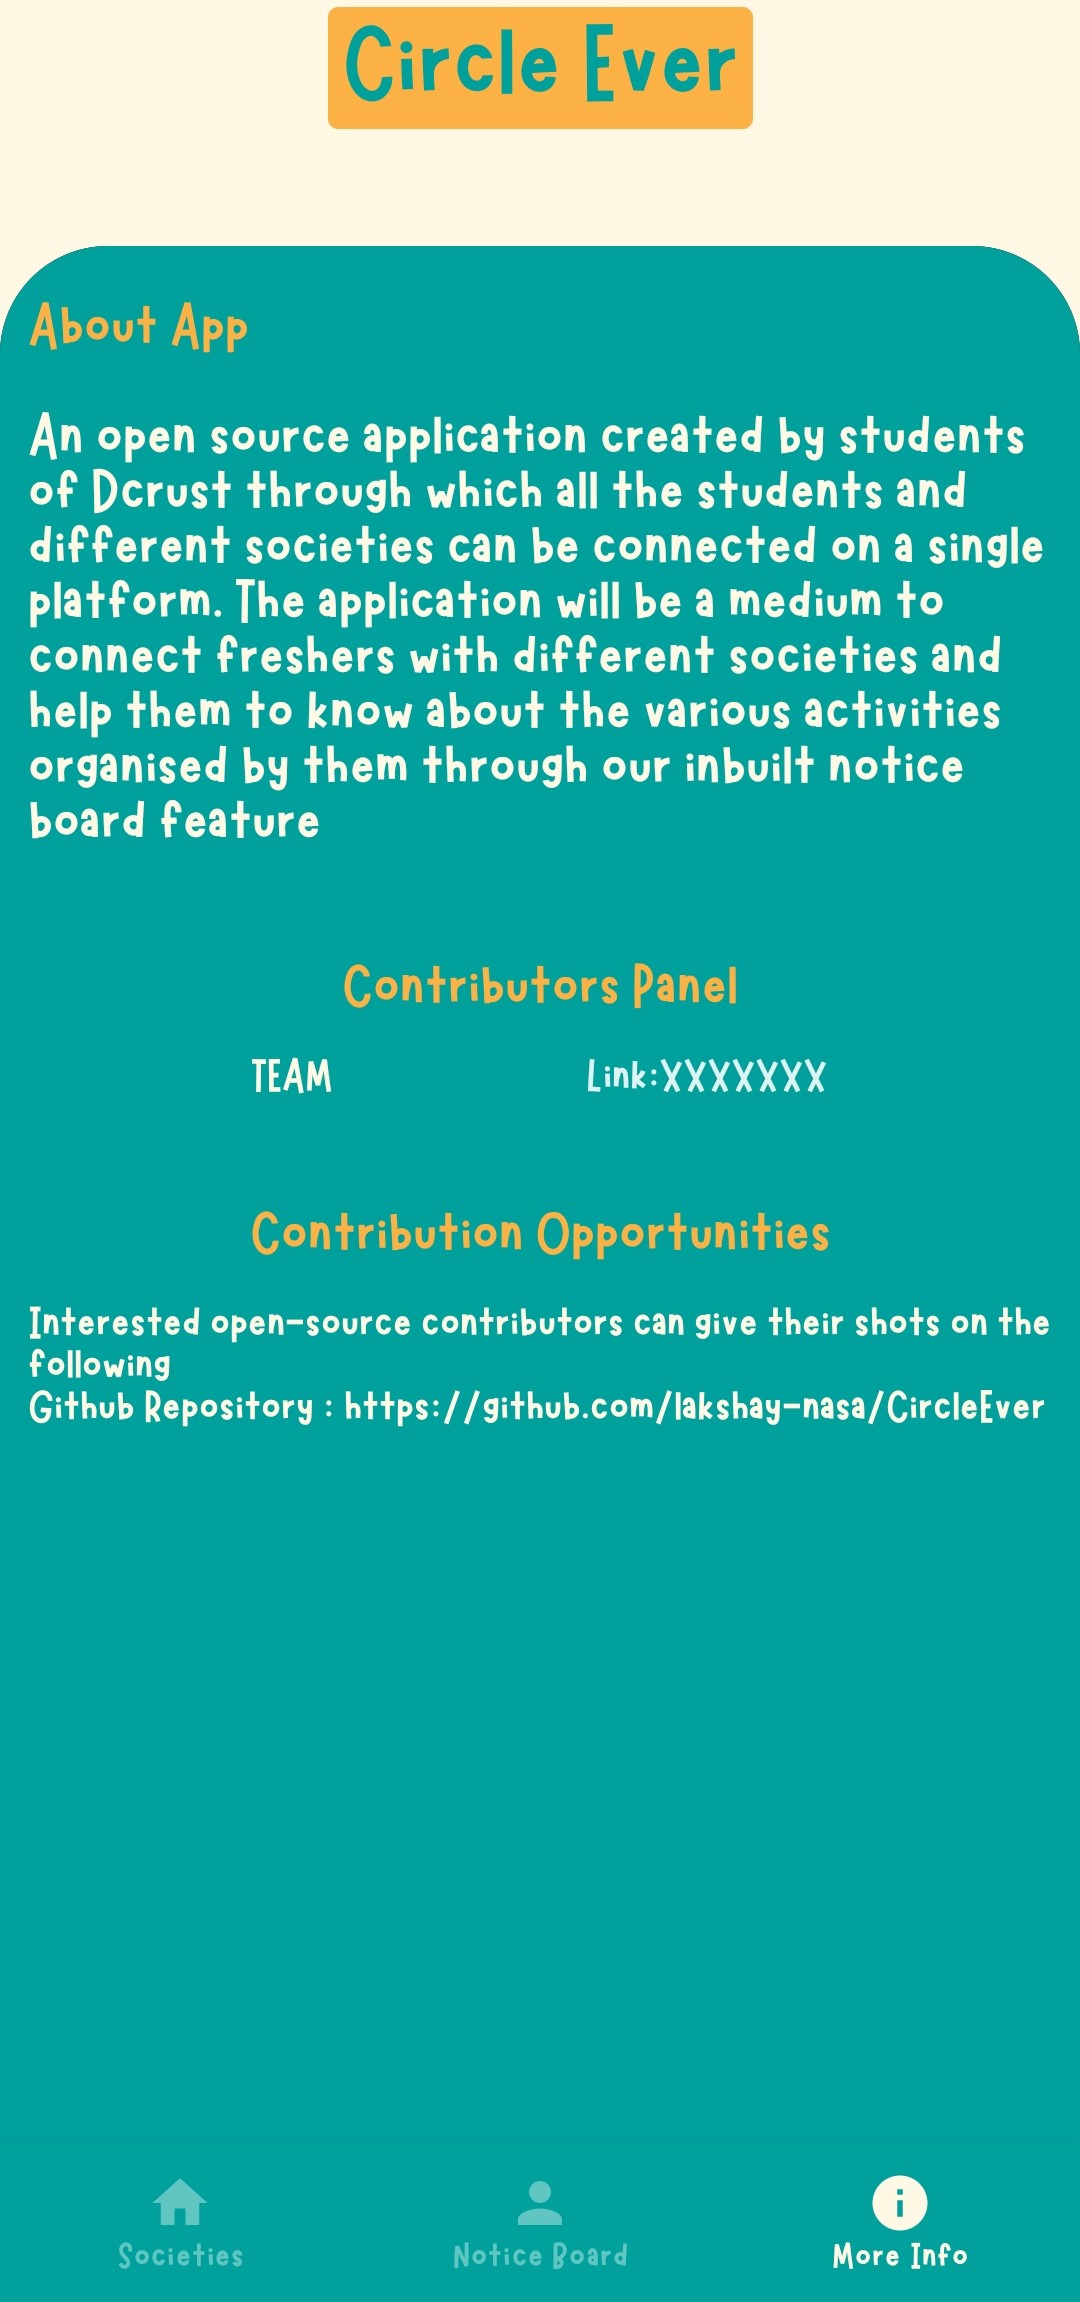 Circle Ever
About App
An open source application created by students
of Dcrust through which all the students and
different societies can be connected on a single
platform. The application will be a medium to
connect freshers with different societies and
help them to know about the various activities
organised by them through our inbuilt notice
board feature
Contributors Panel
TEAM Link:XXXXXXX
Contribution Opportunities
Interested open-source contributors can give their shots on the
following
Github Repository : https://github.com/lakshay-nasa/CircleEver
Societies Notice Board More Info